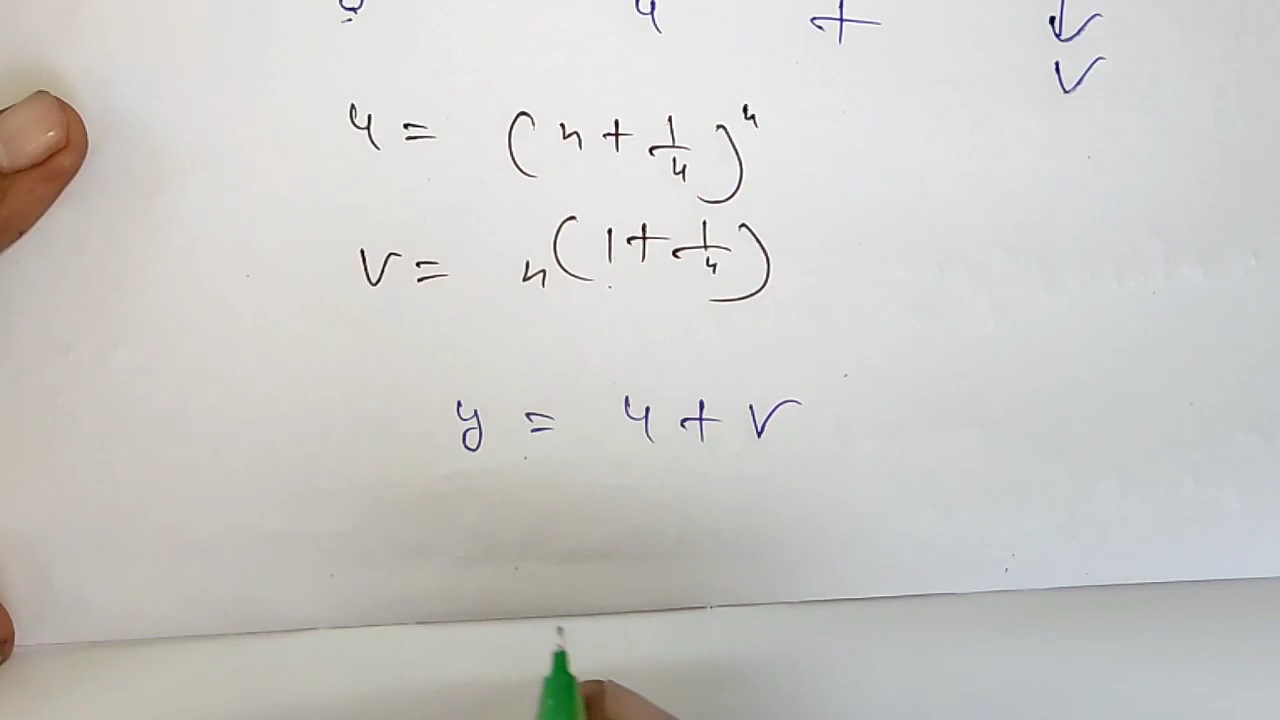 u +  ↓
v
u = (x + 1/x)^x
v = x^(1 + 1/x)
y = u + v